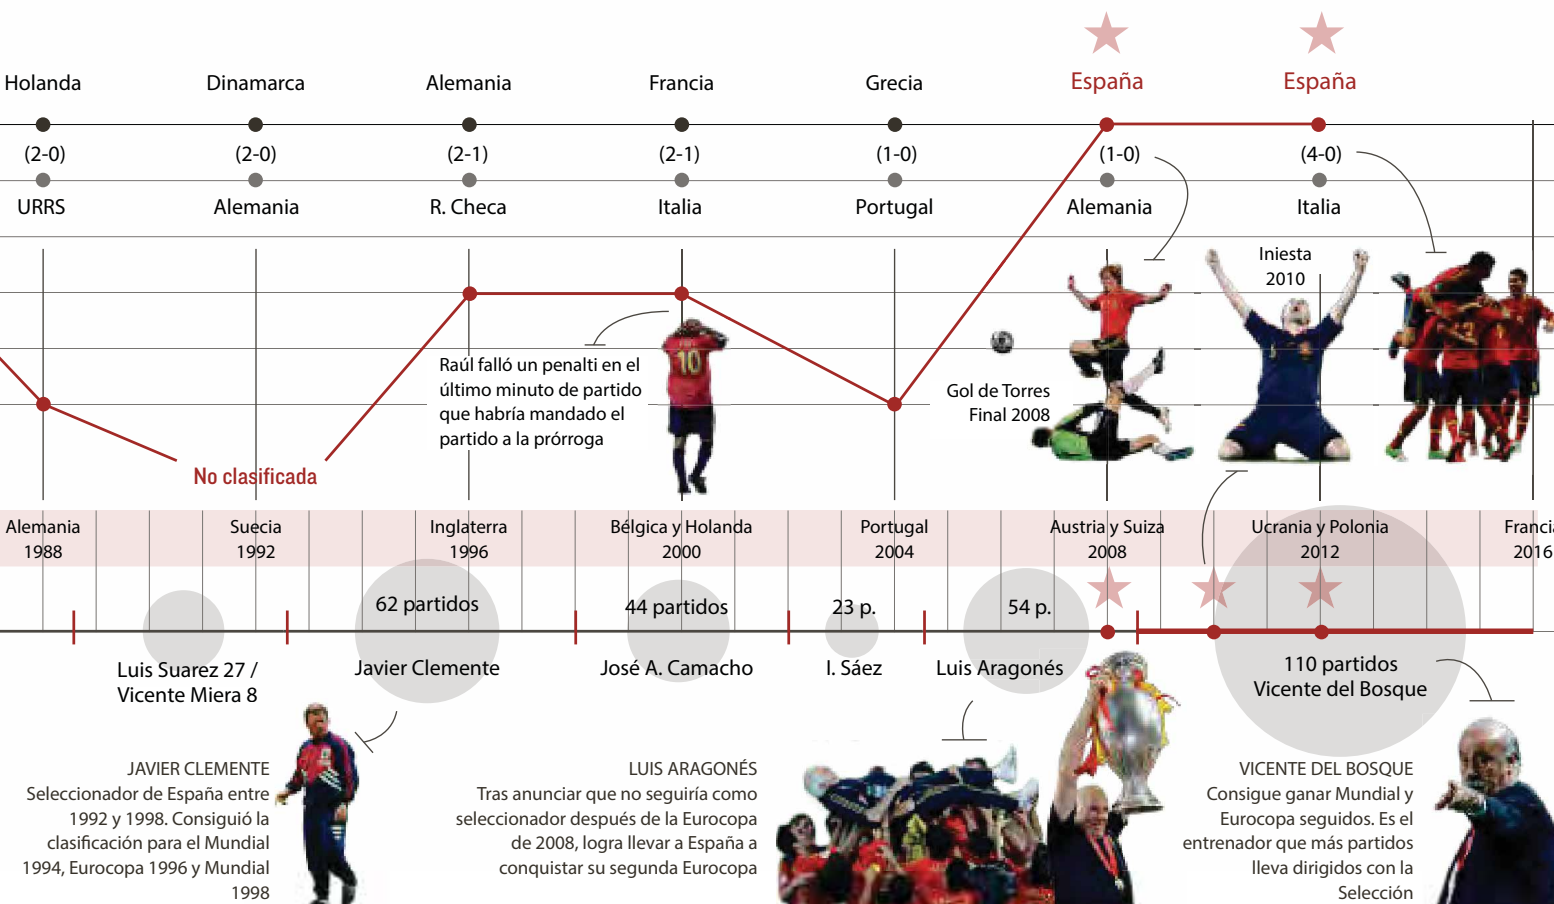 España España
Holanda Dinamarca Alemania Francia Grecia
(2-0) (2-0) (2-1) (2-1) (1-0) (1-0) (4-0)
URRS Alemania R. Checa Italia Portugal Alemania Italia
Iniesta
2010
10
Raúl falló un penalti en el
último minuto de partido
que habría mandado el
partido a la prórroga
Gol de Torres
Final 2008
No clasificada
Alemania Suecia Inglaterra Bélgica y Holanda Portugal Austria y Suiza Ucrania y Polonia Francia
1988 1992 1996 2000 2004 2008 2012 2016
62 partidos 44 partidos 23 p. 54 p.
Luis Suarez 27 /
Vicente Miera 8
Javier Clemente
José A. Camacho
I. Sáez
Luis Aragonés
110 partidos
Vicente del Bosque
JAVIER CLEMENTE
Seleccionador de España entre
1992 y 1998. Consiguió la
clasificación para el Mundial
1994, Eurocopa 1996 y Mundial
1998
LUIS ARAGONÉS
Tras anunciar que no seguiría como
seleccionador después de la Eurocopa
de 2008, logra llevar a España a
conquistar su segunda Eurocopa
VICENTE DEL BOSQUE
Consigue ganar Mundial y
Eurocopa seguidos. Es el
entrenador que más partidos
lleva dirigidos con la
Selección